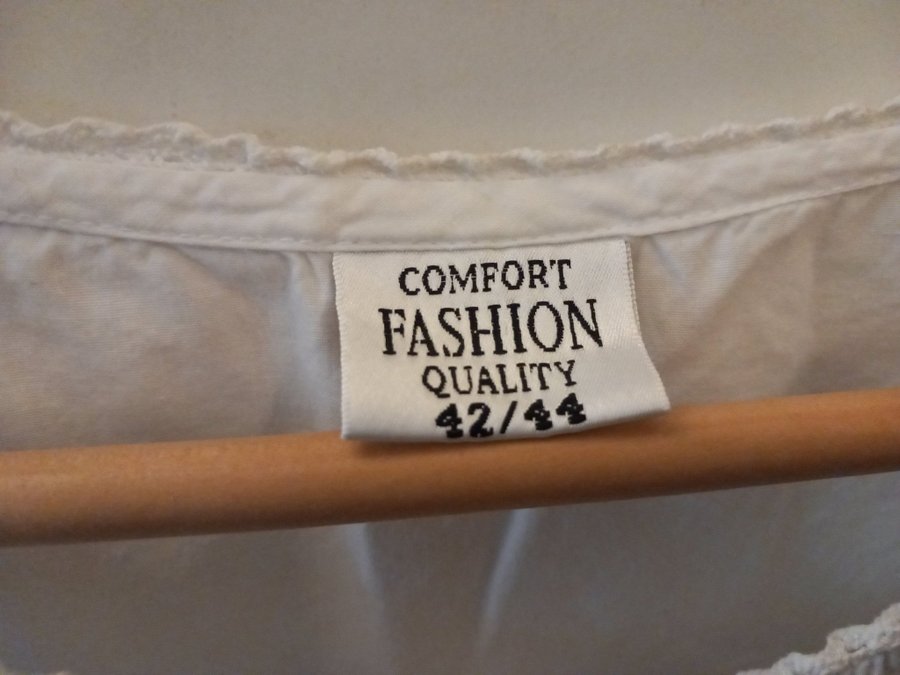 COMFORT
FASHION
QUALITY
42/44